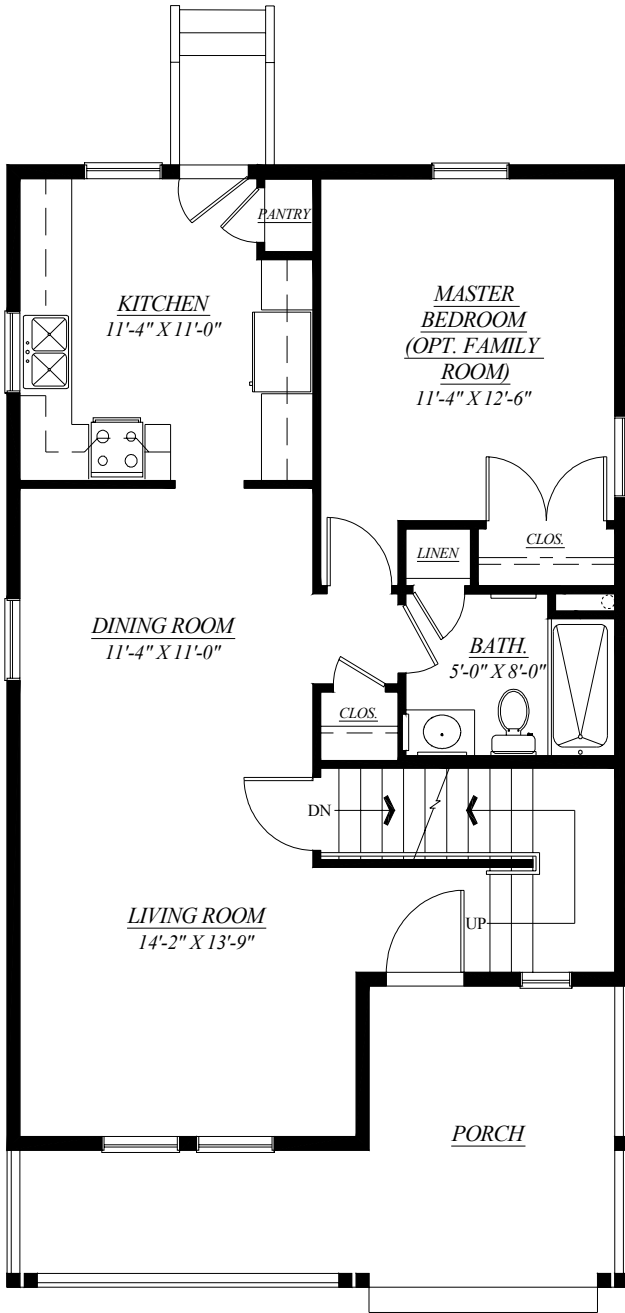 PANTRY
KITCHEN
11'-4" X 11'-0"
MASTER
BEDROOM
(OPT. FAMILY
ROOM)
11'-4" X 12'-6"
LINEN
CLOS.
DINING ROOM
11'-4" X 11'-0"
BATH.
5'-0" X 8'-0"
CLOS.
DN
LIVING ROOM
14'-2" X 13'-9"
UP
PORCH